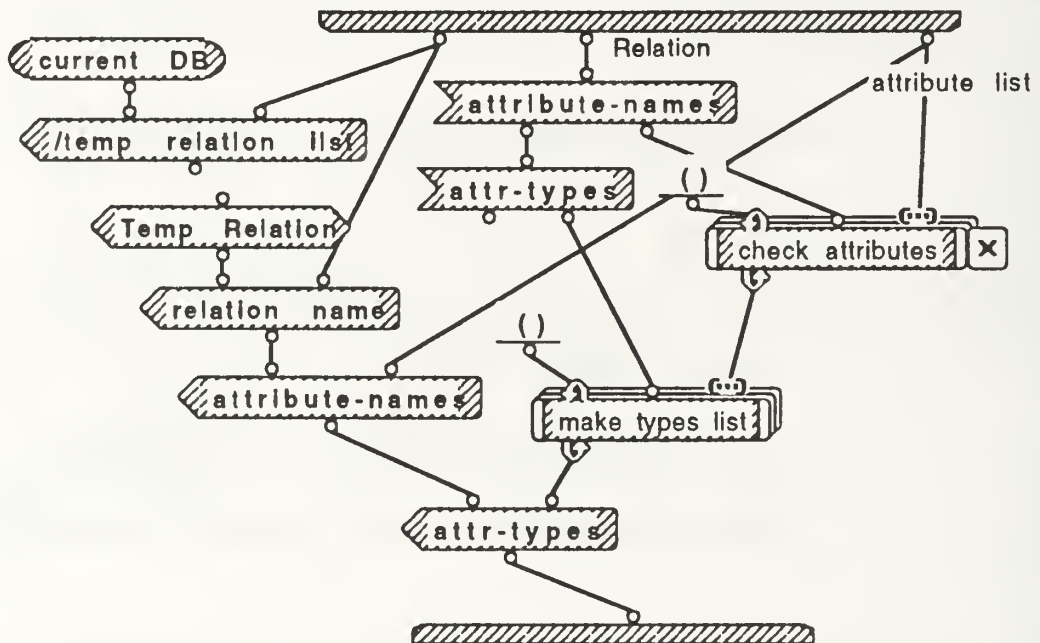 Relation
current DB
attribute list
attribute-names
/temp relation list
attr-types
( )
Temp Relation
check attributes
relation name
( )
attribute-names
make types list
attr-types